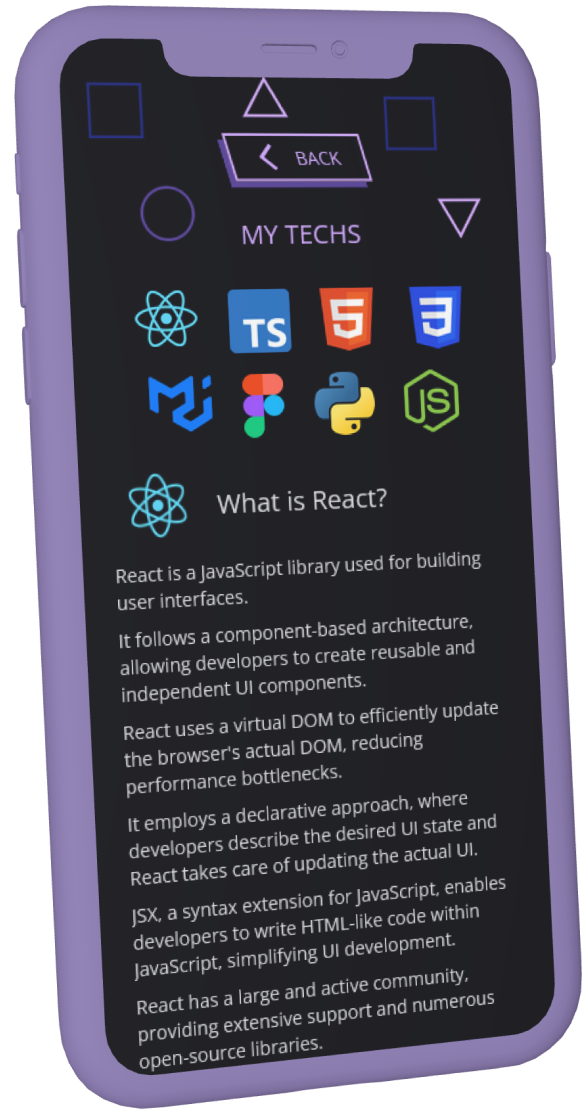 BACK
MY TECHS
TS
5
3
JS
What is React?
React is a JavaScript library used for building
user interfaces.
It follows a component-based architecture,
allowing developers to create reusable and
independent UI components.
React uses a virtual DOM to efficiently update
the browser's actual DOM, reducing
performance bottlenecks.
It employs a declarative approach, where
developers describe the desired UI state and
React takes care of updating the actual UI.
JSX, a syntax extension for JavaScript, enables
developers to write HTML-like code within
JavaScript, simplifying UI development.
React has a large and active community,
providing extensive support and numerous
open-source libraries.